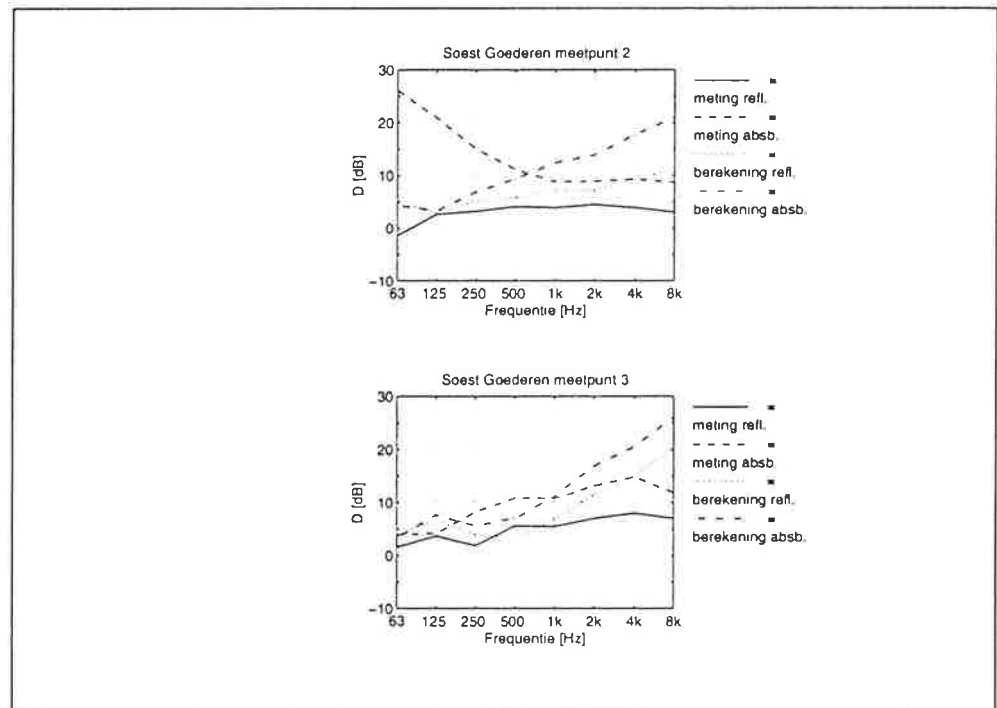 Soest Goederen meetpunt 2
30
20
10
0
-10
D [dB]
63 125 250 500 1k 2k 4k 8k
Frequentie [Hz]
meting refl.
meting absb.
berekening refl.
berekening absb.
Soest Goederen meetpunt 3
30
20
10
0
-10
D [dB]
63 125 250 500 1k 2k 4k 8k
Frequentie [Hz]
meting refl.
meting absb.
berekening refl.
berekening absb.